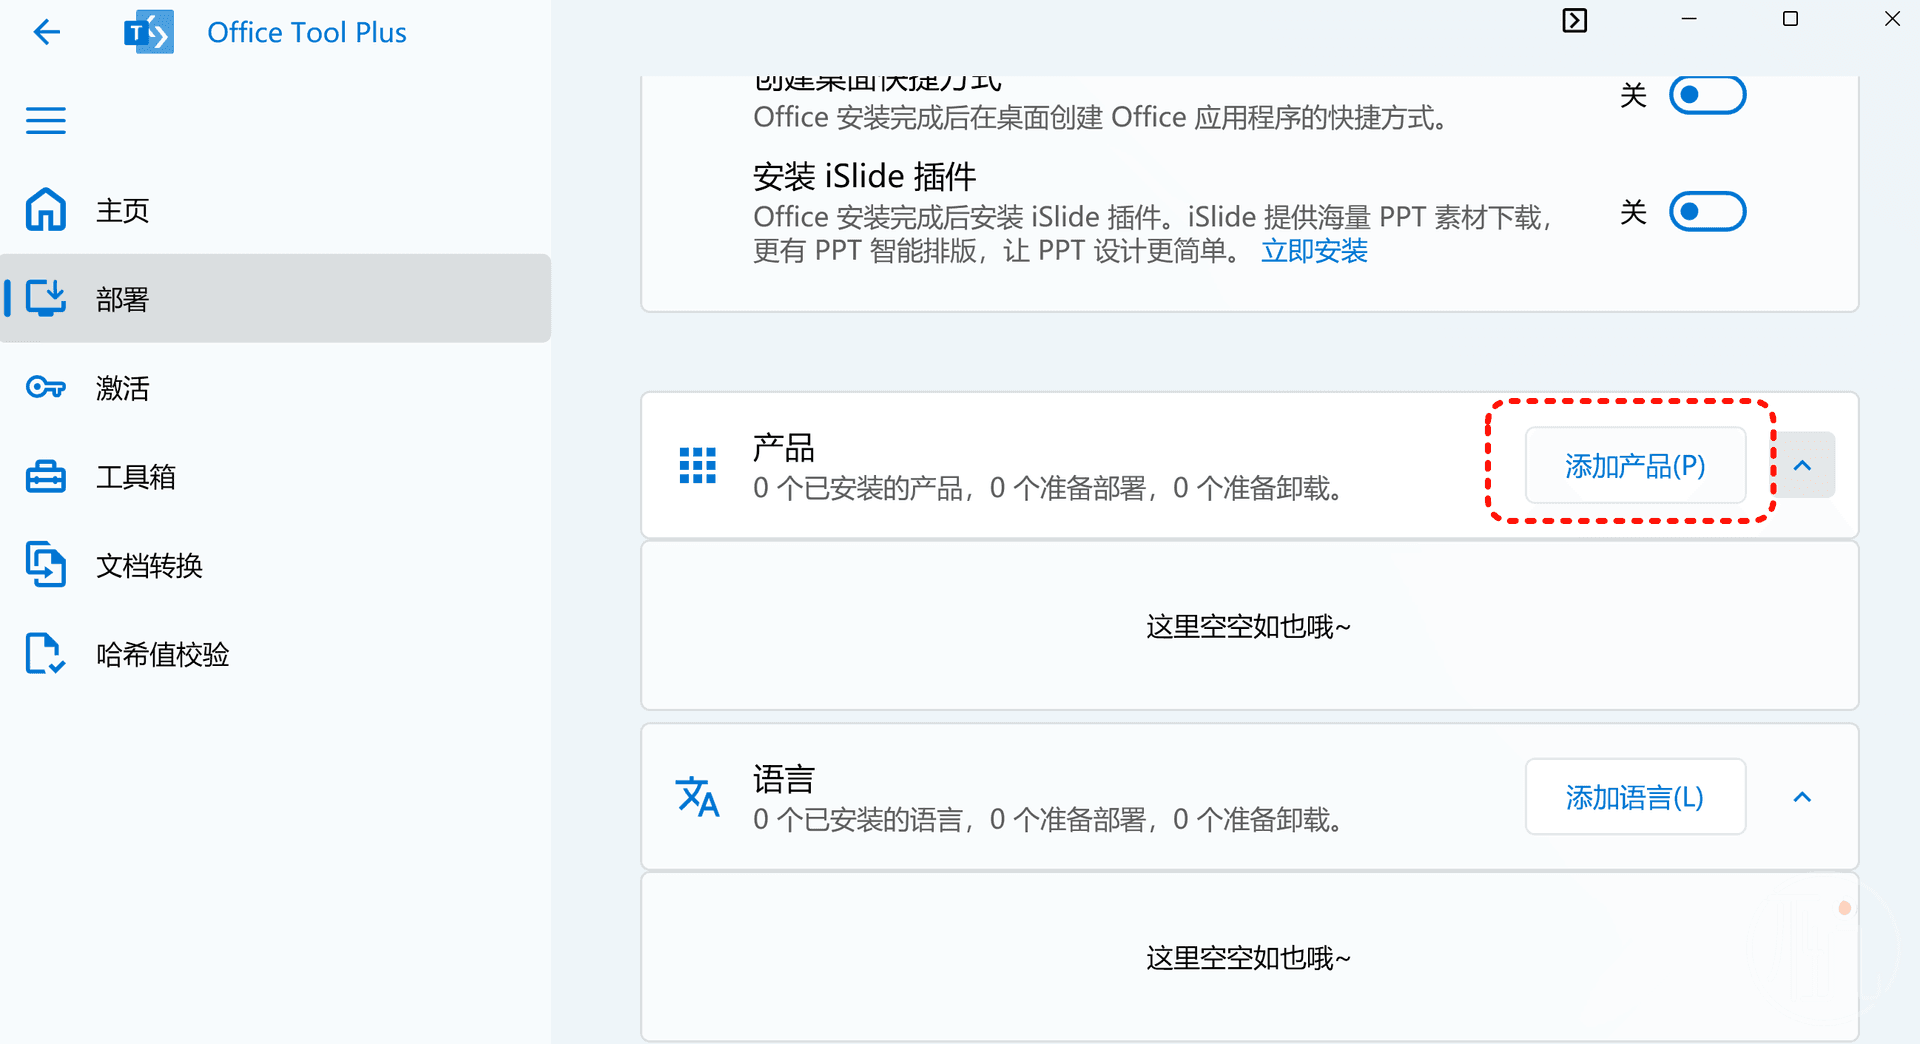 Office Tool Plus
主页
部署
激活
工具箱
文档转换
哈希值校验
创建桌面快捷方式
Office 安装完成后在桌面创建 Office 应用程序的快捷方式。
关
安装 iSlide 插件
Office 安装完成后安装 iSlide 插件。iSlide 提供海量 PPT 素材下载，
更有 PPT 智能排版，让 PPT 设计更简单。 立即安装
关
产品
0 个已安装的产品，0 个准备部署，0 个准备卸载。
添加产品(P)
这里空空如也哦~
语言
0 个已安装的语言，0 个准备部署，0 个准备卸载。
添加语言(L)
这里空空如也哦~